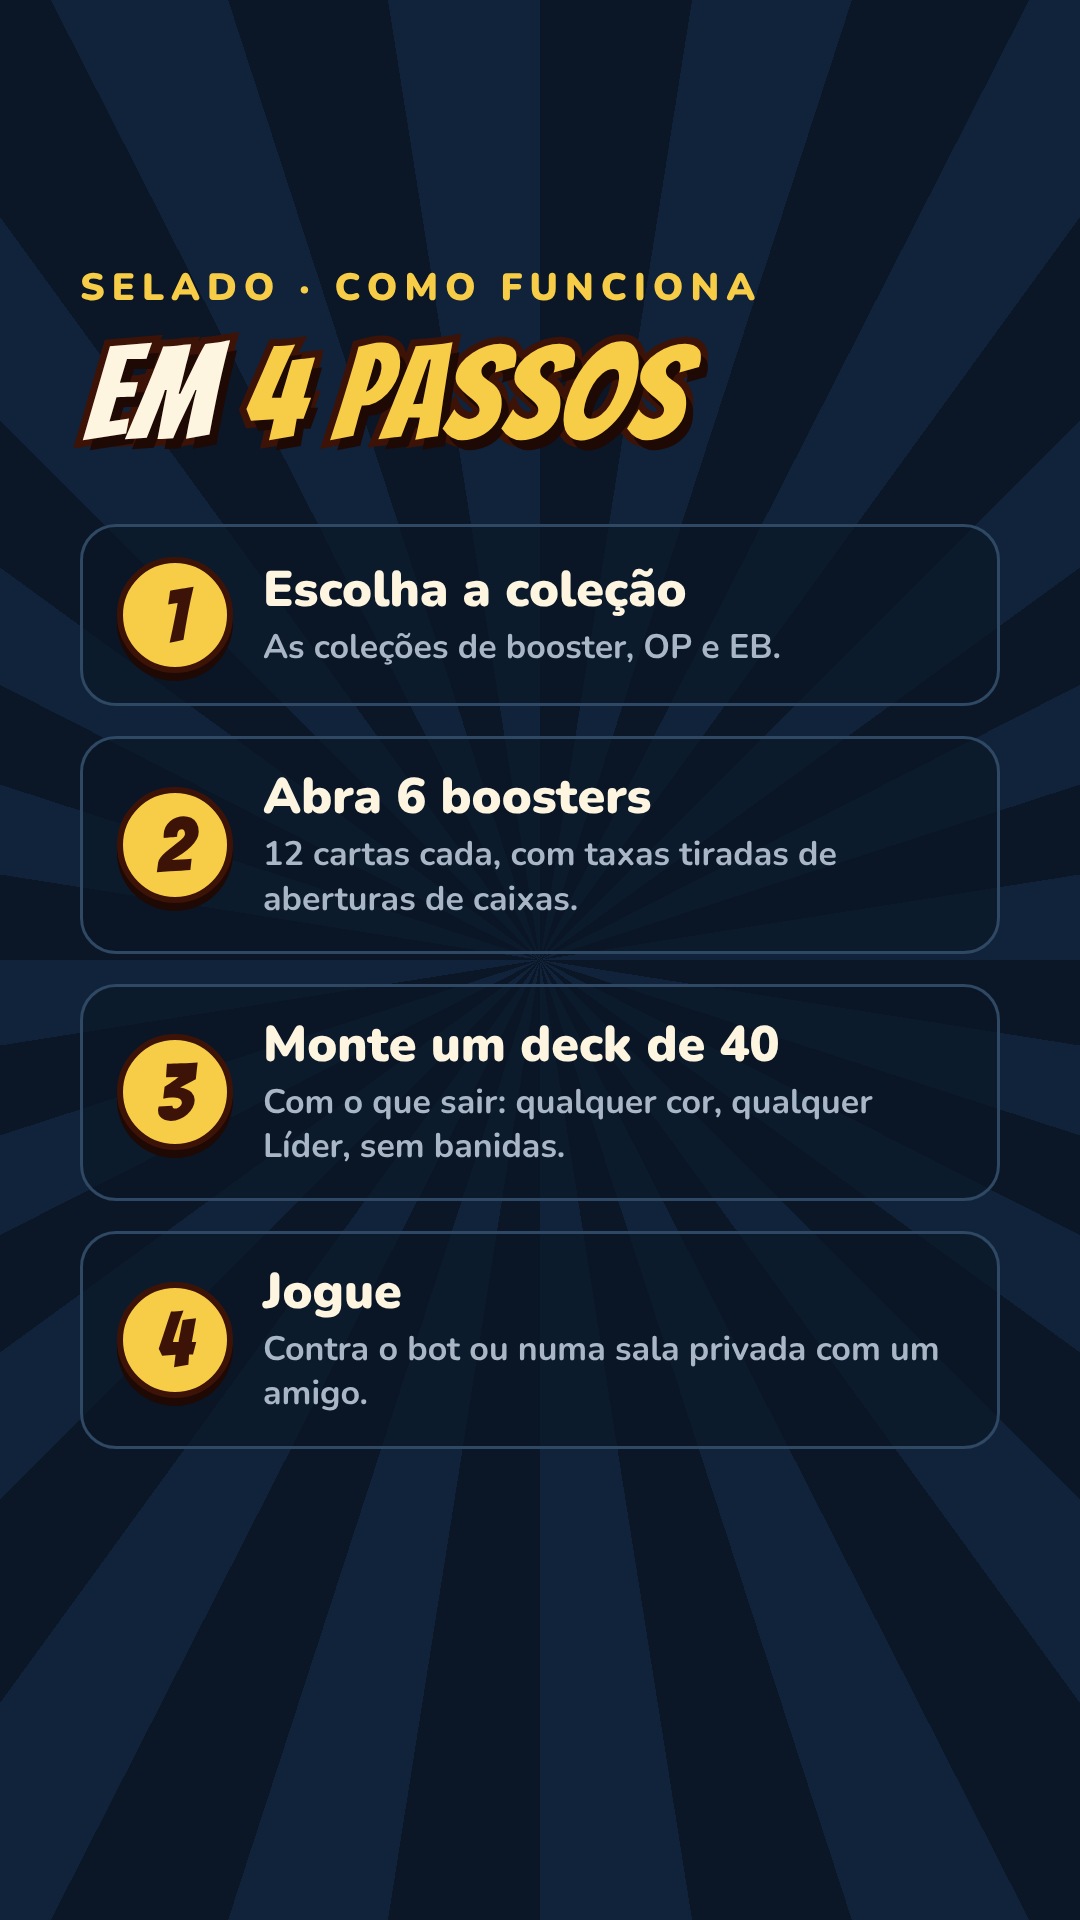 SELADO · COMO FUNCIONA
EM 4 PASSOS
1
Escolha a coleção
As coleções de booster, OP e EB.
2
Abra 6 boosters
12 cartas cada, com taxas tiradas de
aberturas de caixas.
3
Monte um deck de 40
Com o que sair: qualquer cor, qualquer
Líder, sem banidas.
4
Jogue
Contra o bot ou numa sala privada com um
amigo.